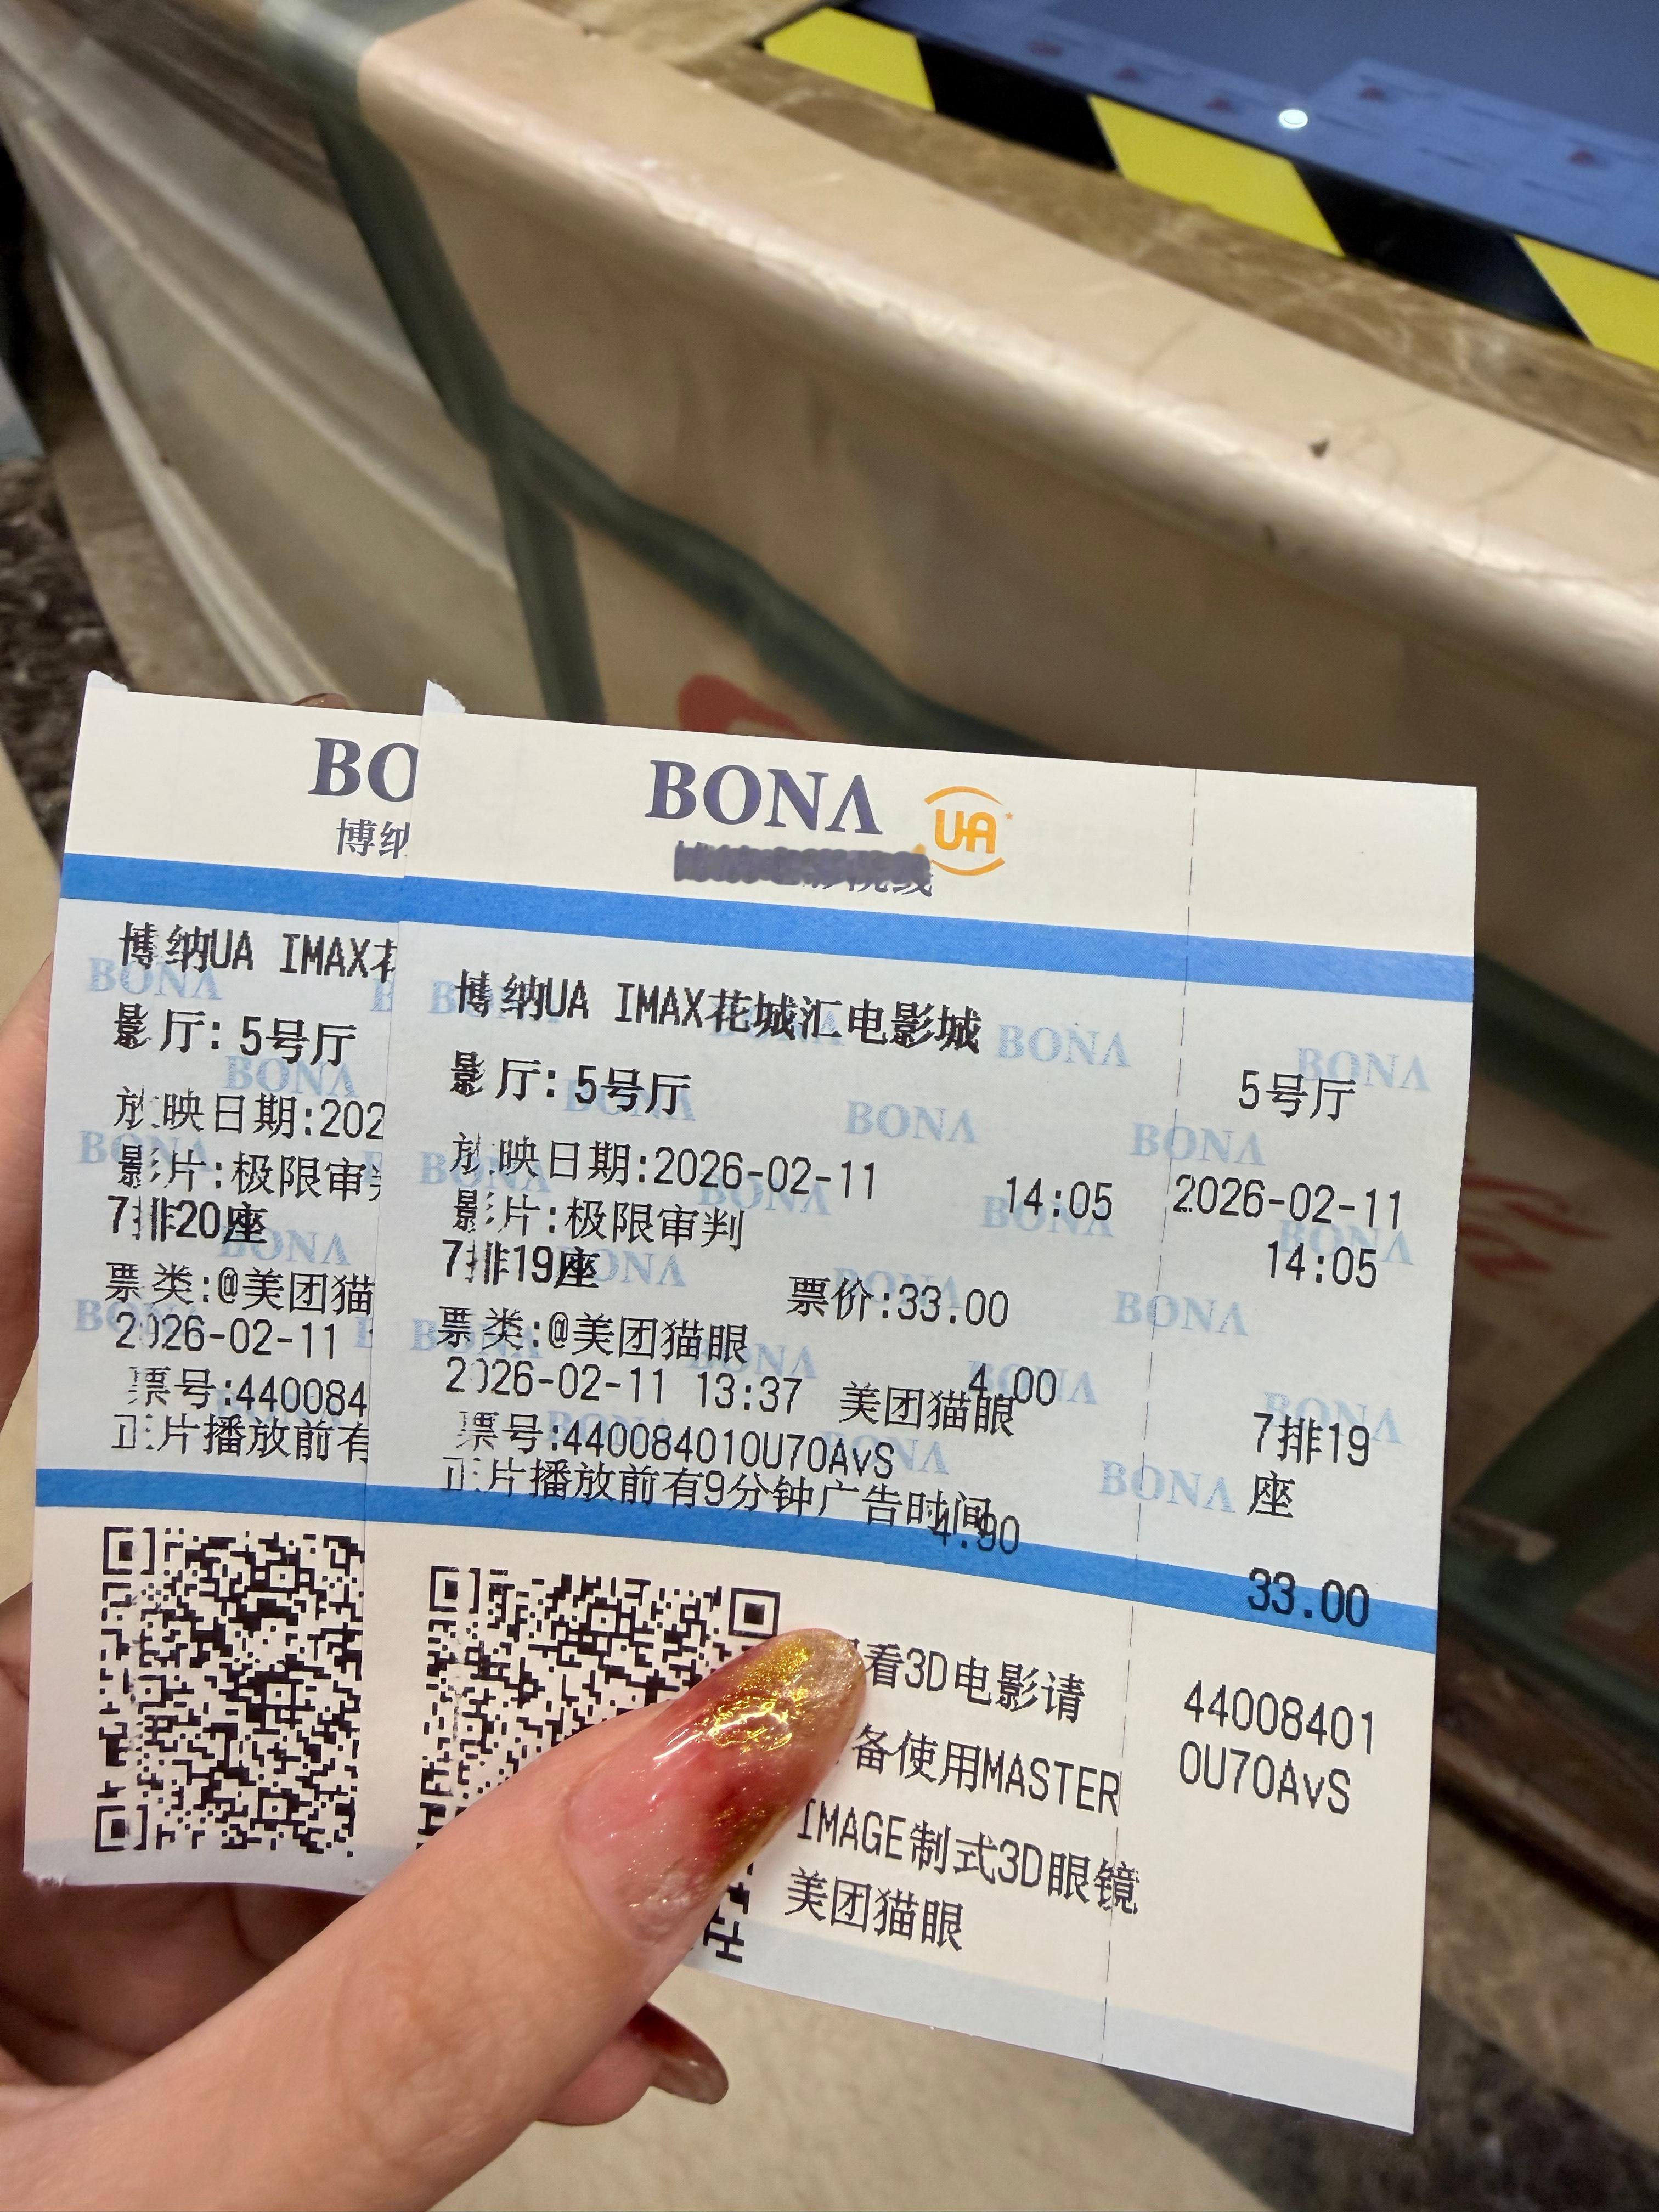 BO
博纳
博纳UA IMAX花
影厅:5号厅
放映日期:202
影片:极限审判
7排20座
票类:@美团猫
2026-02-11
票号:440084
正片播放前有
BONA
UA
院线
博纳UA IMAX花城汇电影城
影厅:5号厅
放映日期:2026-02-11 14:05
影片:极限审判
7排19座
票价:33.00
票类:@美团猫眼
4.00
2026-02-11 13:37 美团猫眼
票号:440084010U70AvS
正片播放前有9分钟广告时间
4.90
看3D电影请
备使用MASTER
IMAGE制式3D眼镜
美团猫眼
5号厅
2026-02-11
14:05
7排19
座
33.00
44008401
0U70AvS